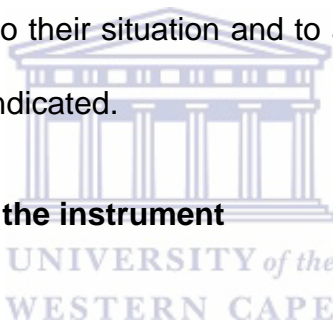 o their situation and to
ndicated.
the instrument
UNIVERSITY of the
WESTERN CAPE